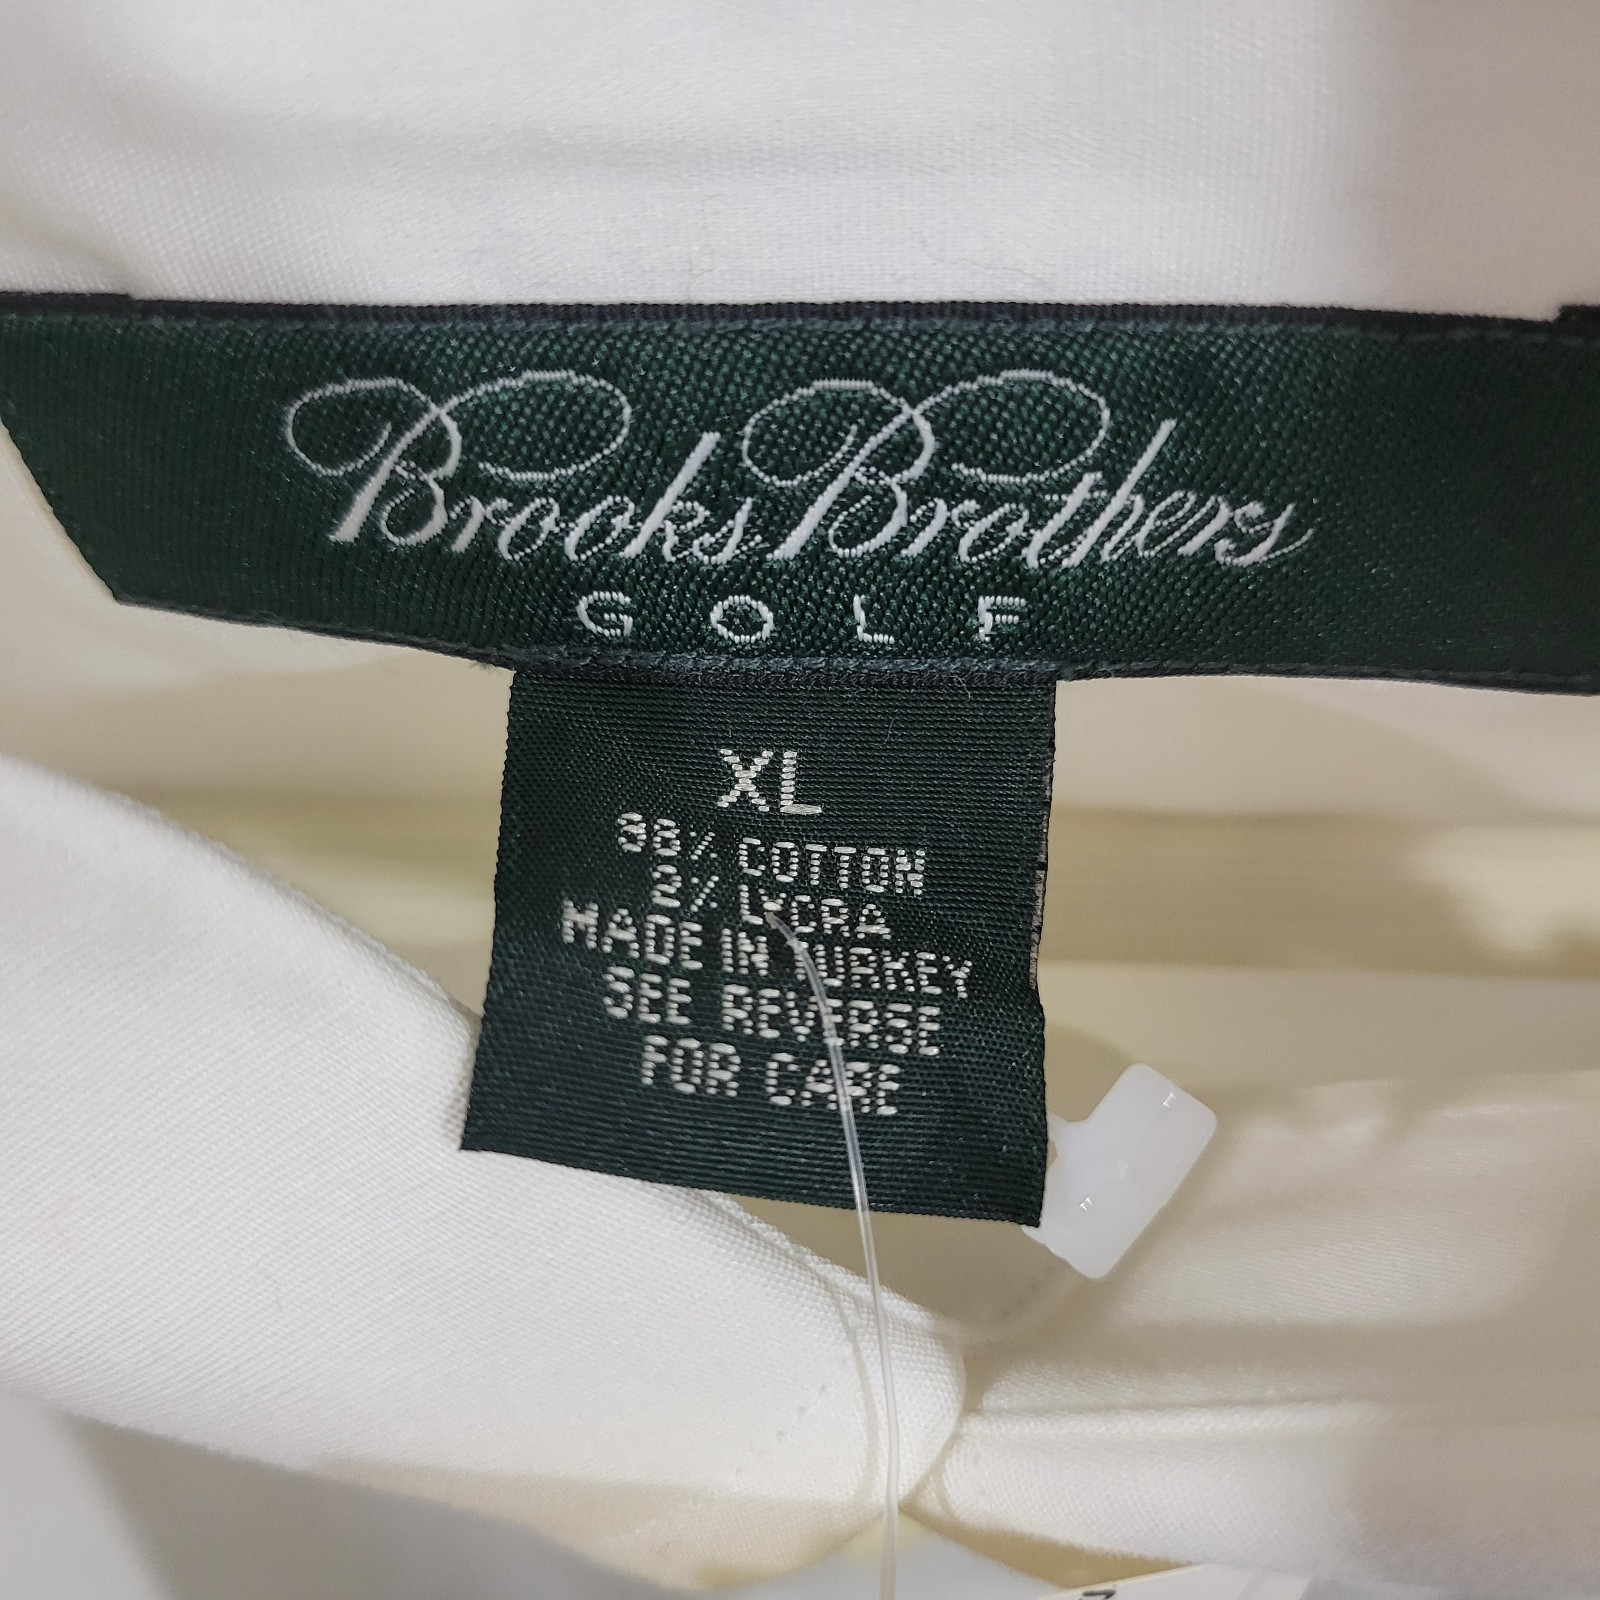 Brooks Brothers
GOLF
XL
98% COTTON
2% LYCRA
MADE IN TURKEY
SEE REVERSE
FOR CARE